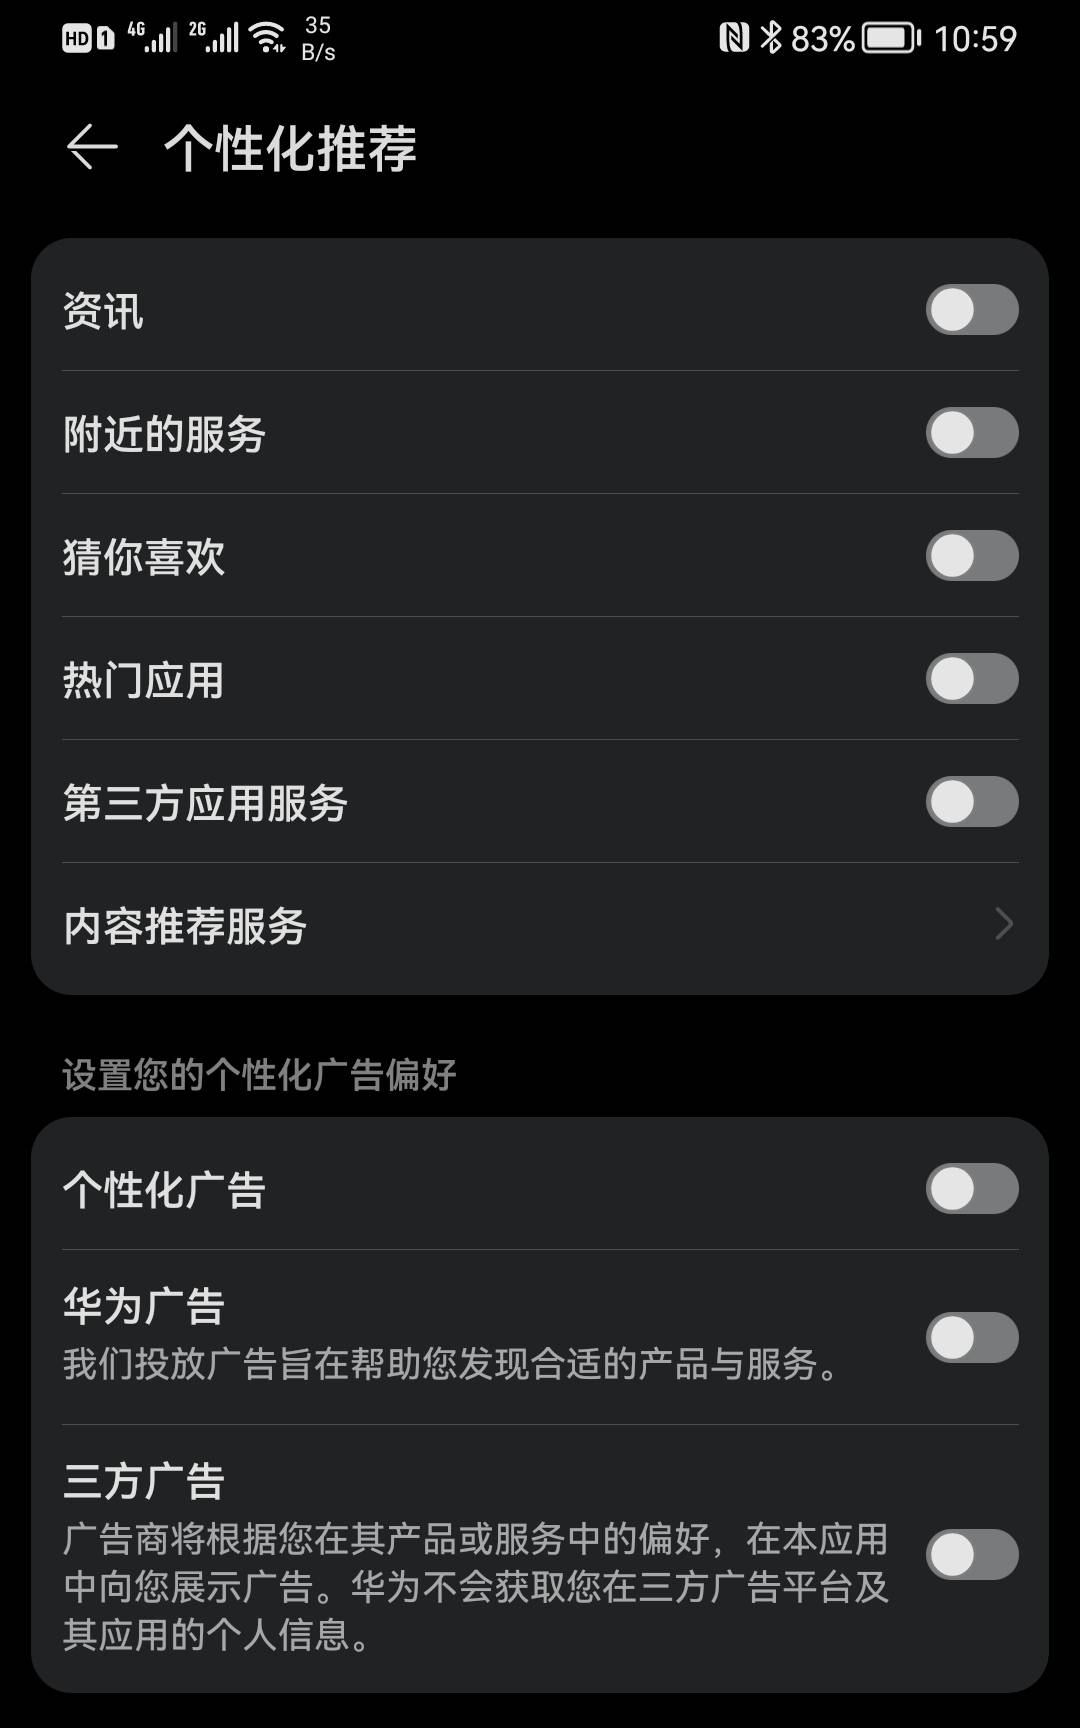 HD 1 4G 2G 35 B/s 83% 10:59
个性化推荐
资讯
附近的服务
猜你喜欢
热门应用
第三方应用服务
内容推荐服务
设置您的个性化广告偏好
个性化广告
华为广告
我们投放广告旨在帮助您发现合适的产品与服务。
三方广告
广告商将根据您在其产品或服务中的偏好，在本应用
中向您展示广告。华为不会获取您在三方广告平台及
其应用的个人信息。